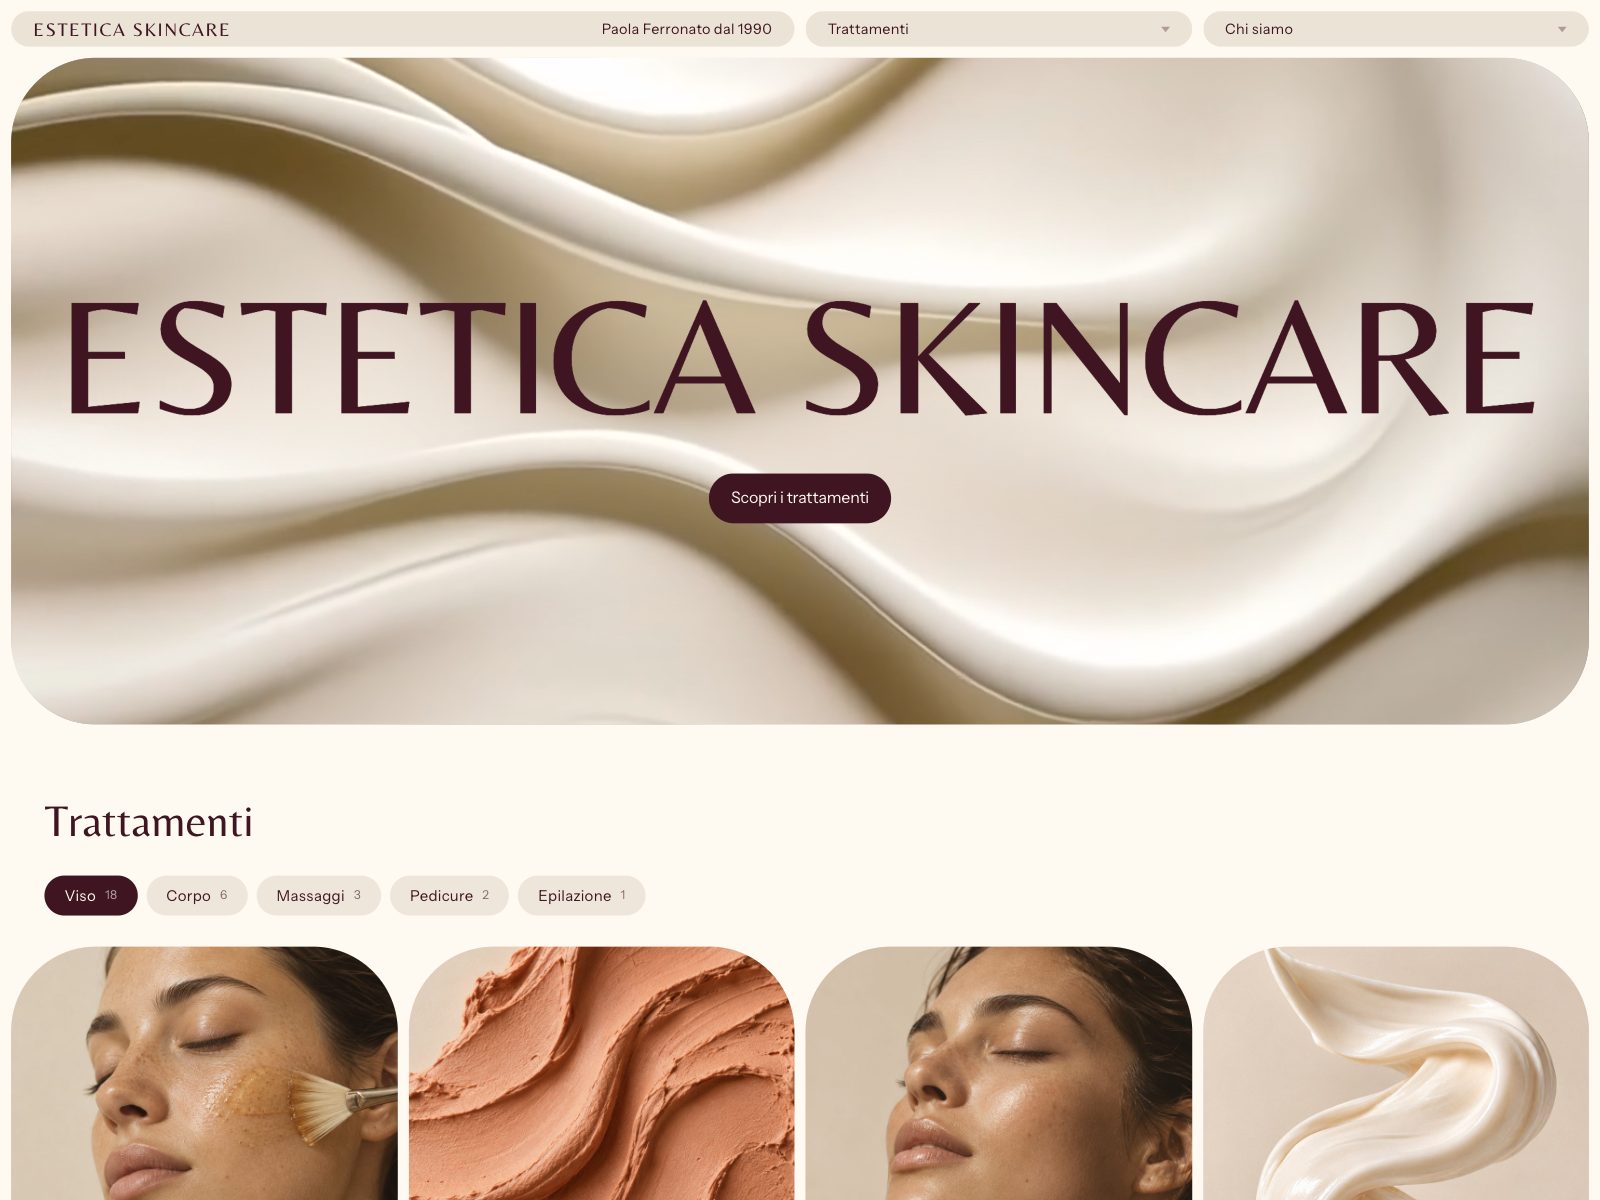 ESTETICA SKINCARE
Paola Ferronato dal 1990
Trattamenti
Chi siamo
ESTETICA SKINCARE
Scopri i trattamenti
Trattamenti
Viso 18
Corpo 6
Massaggi 3
Pedicure 2
Epilazione 1